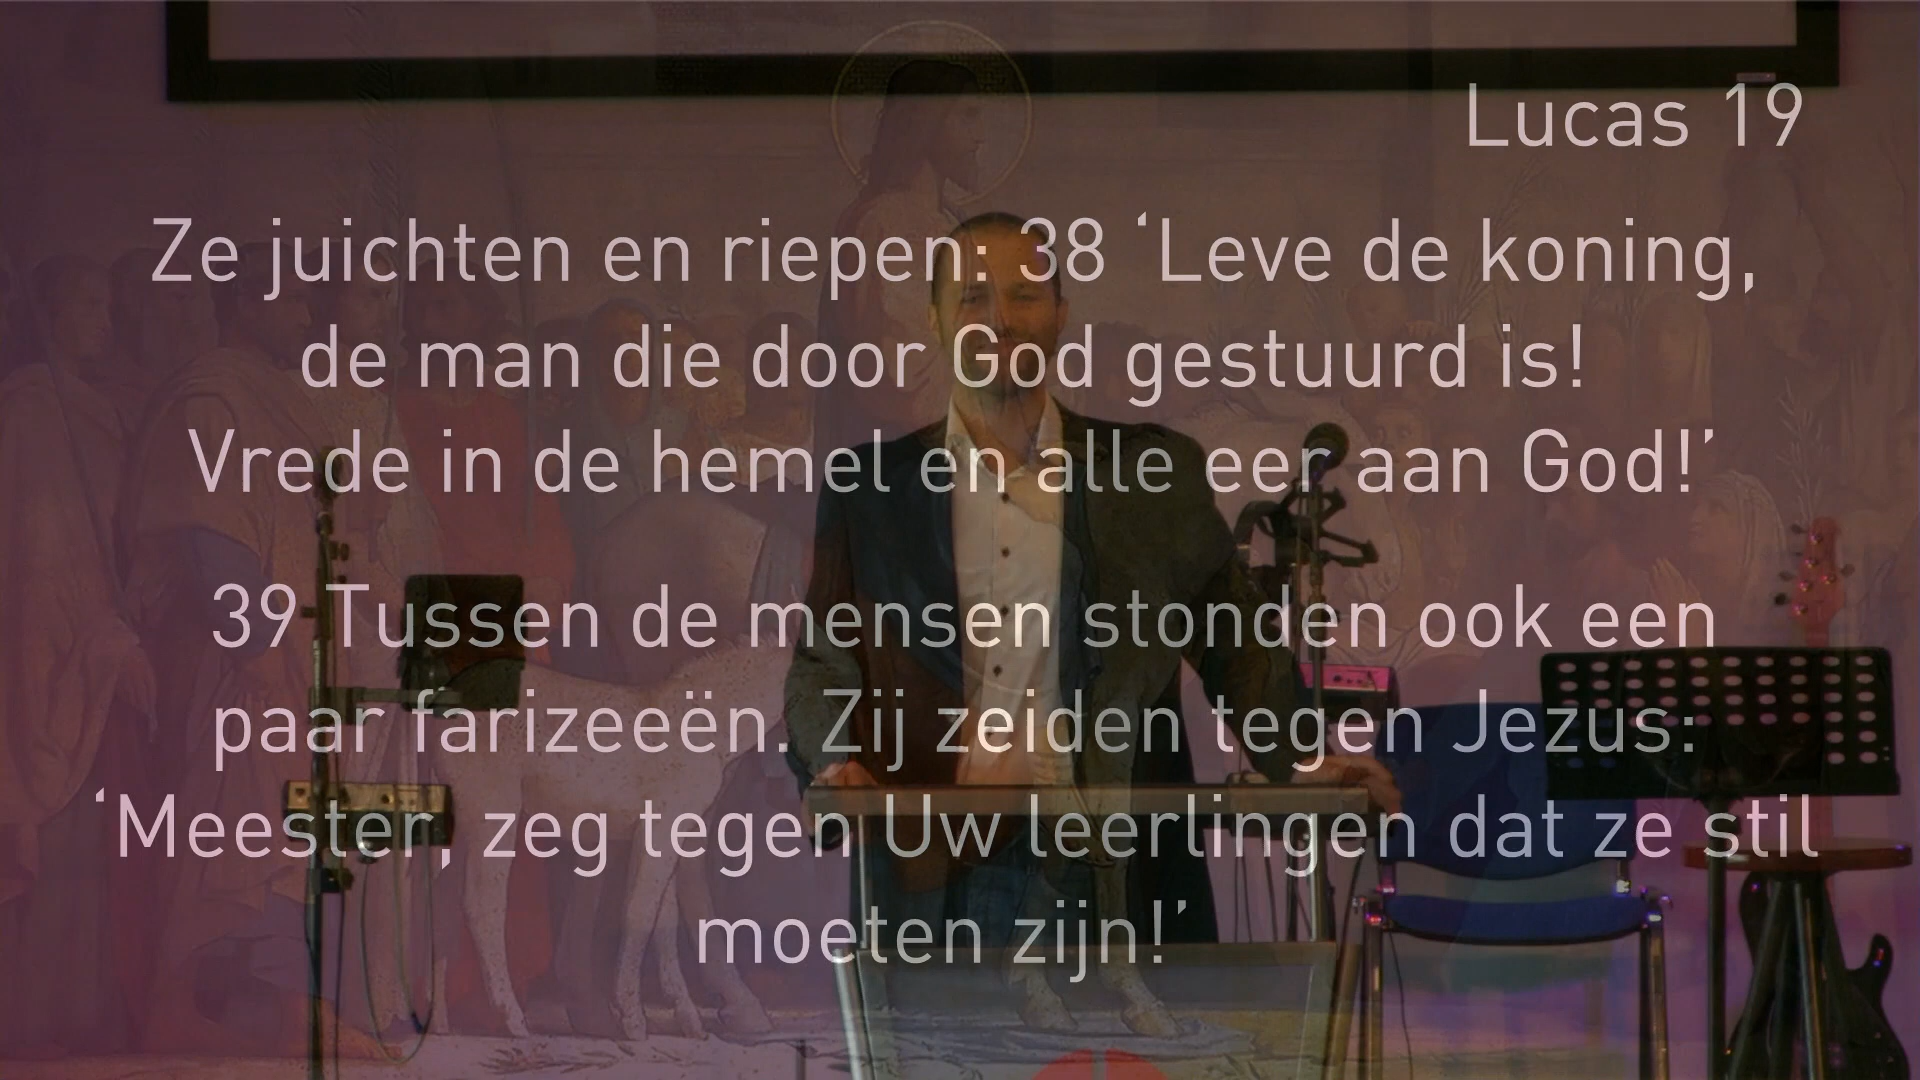 Lucas 19
Ze juichten en riepen: 38 ‘Leve de koning,
de man die door God gestuurd is!
Vrede in de hemel en alle eer aan God!’
39 Tussen de mensen stonden ook een
paar farizeeën. Zij zeiden tegen Jezus:
‘Meester, zeg tegen Uw leerlingen dat ze stil
moeten zijn!’